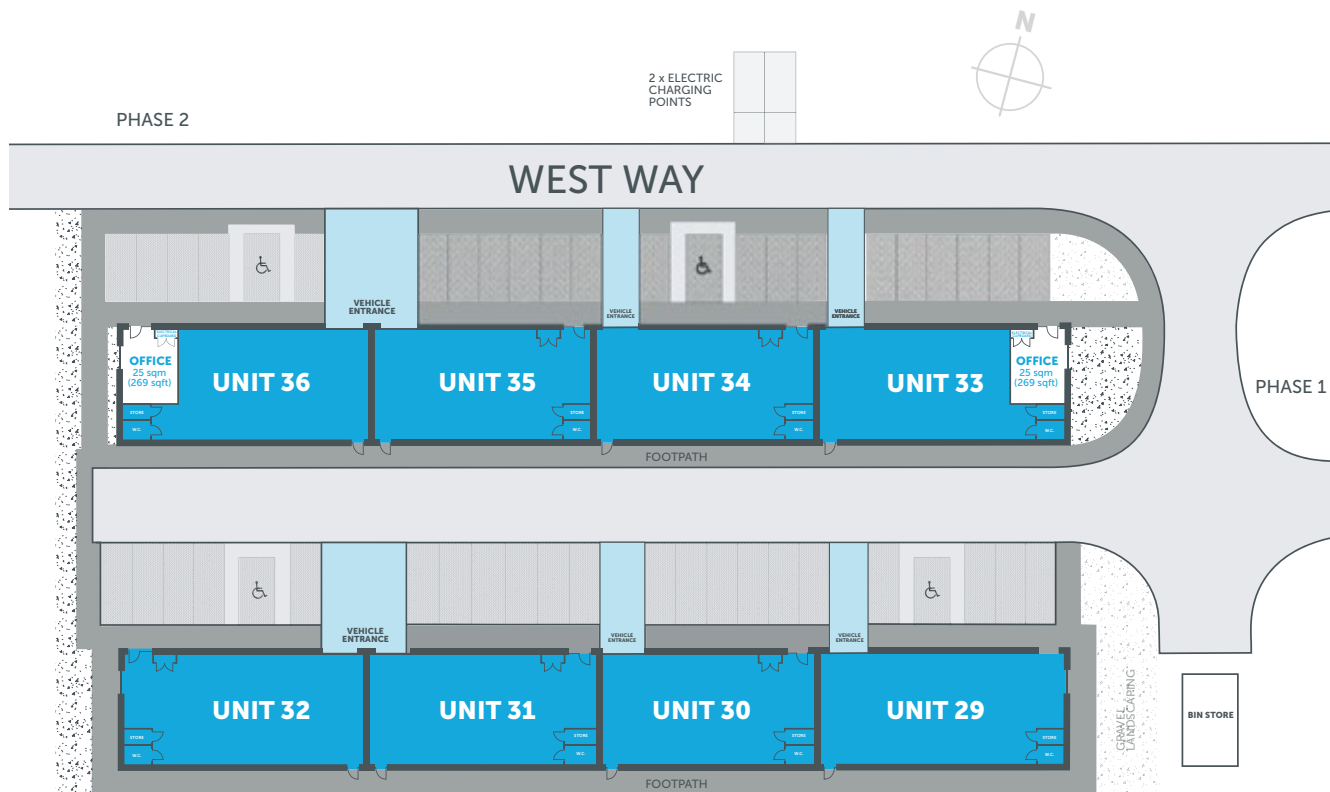 N
2 x ELECTRIC
CHARGING
POINTS
PHASE 2
WEST WAY
VEHICLE
ENTRANCE
VEHICLE
ENTRANCE
VEHICLE
ENTRANCE
OFFICE
25 sqm
(269 sqft)
STORE
W.C.
UNIT 36
UNIT 35
STORE
W.C.
UNIT 34
STORE
W.C.
UNIT 33
OFFICE
25 sqm
(269 sqft)
STORE
W.C.
PHASE 1
FOOTPATH
VEHICLE
ENTRANCE
VEHICLE
ENTRANCE
VEHICLE
ENTRANCE
UNIT 32
STORE
W.C.
UNIT 31
STORE
W.C.
UNIT 30
STORE
W.C.
UNIT 29
STORE
W.C.
GRAVEL
LANDSCAPING
BIN STORE
FOOTPATH